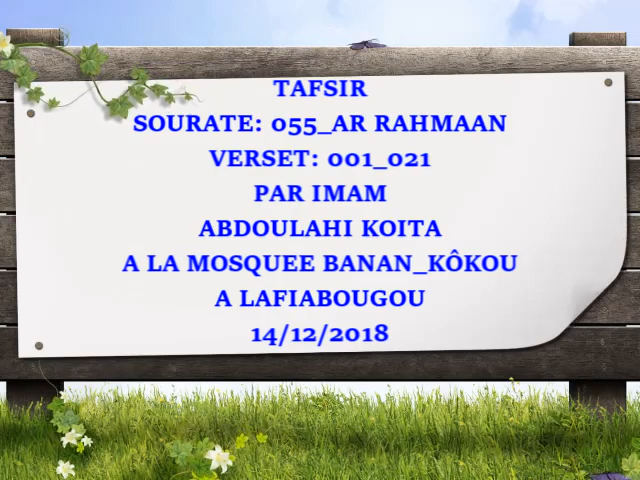 TAFSIR
SOURATE: 055_AR RAHMAAN
VERSET: 001_021
PAR IMAM
ABDOULAHI KOITA
A LA MOSQUEE BANAN_KÔKOU
A LAFIABOUGOU
14/12/2018